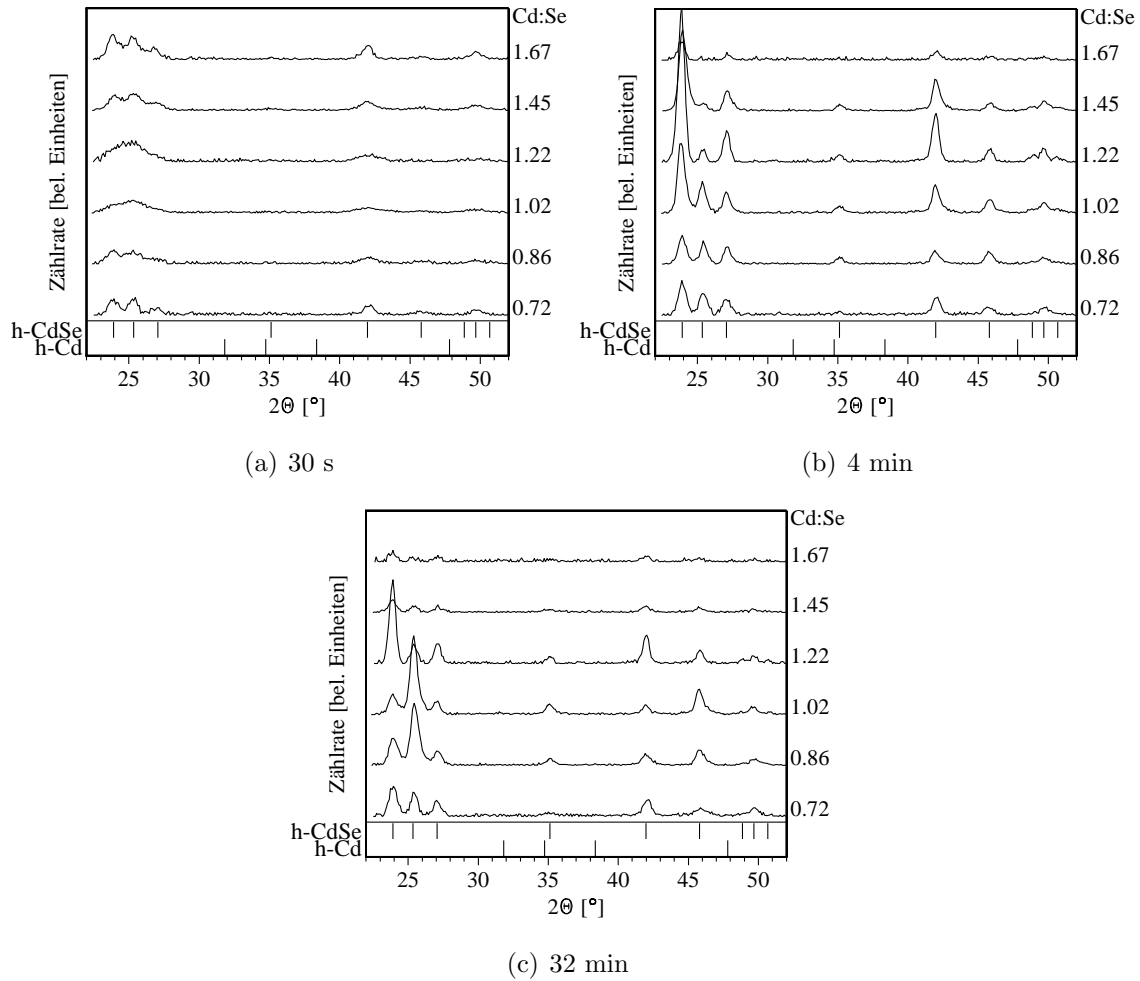 Cd:Se
1.67
1.45
1.22
1.02
0.86
0.72
Zählrate [bel. Einheiten]
h-CdSe
h-Cd
25 30 35 40 45 50
2Θ [°]
(a) 30 s
Cd:Se
1.67
1.45
1.22
1.02
0.86
0.72
Zählrate [bel. Einheiten]
h-CdSe
h-Cd
25 30 35 40 45 50
2Θ [°]
(b) 4 min
Cd:Se
1.67
1.45
1.22
1.02
0.86
0.72
Zählrate [bel. Einheiten]
h-CdSe
h-Cd
25 30 35 40 45 50
2Θ [°]
(c) 32 min